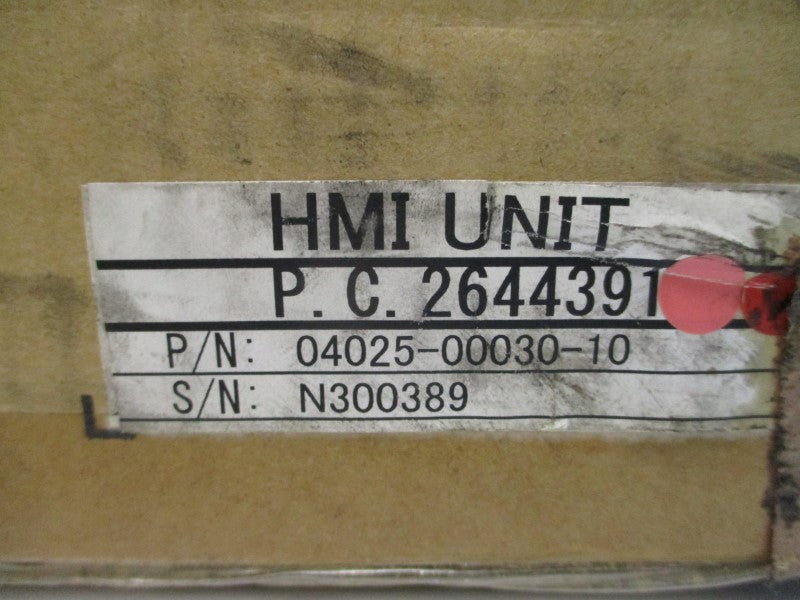 HMI UNIT
P.C.2644391
P/N: 04025-00030-10
S/N: N300389